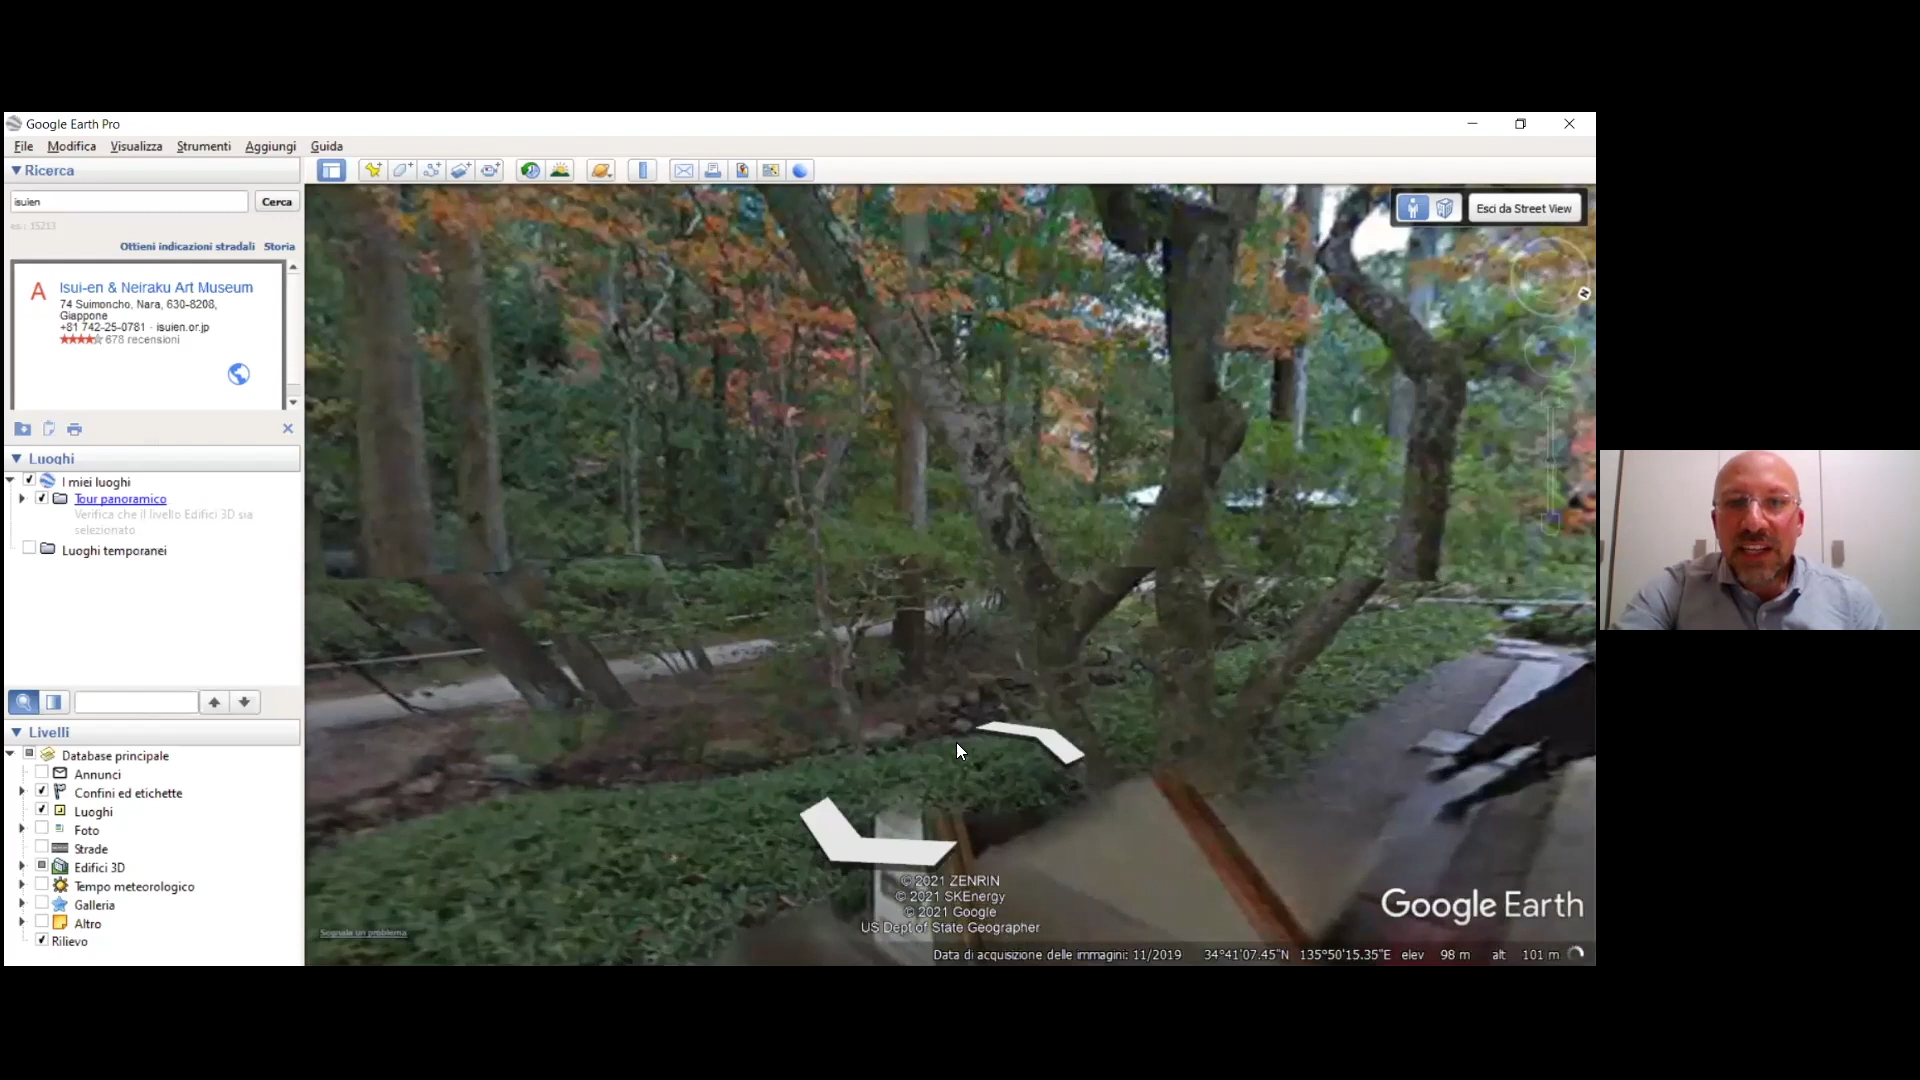 Google Earth Pro
File Modifica Visualizza Strumenti Aggiungi Guida
Ricerca
isuien
Cerca
es.: 15213
Ottieni indicazioni stradali Storia
A
Isui-en & Neiraku Art Museum
74 Suimoncho, Nara, 630-8208,
Giappone
+81 742-25-0781 · isuien.or.jp
678 recensioni
Luoghi
I miei luoghi
Tour panoramico
Verifica che il livello Edifici 3D sia
selezionato
Luoghi temporanei
Livelli
Database principale
Annunci
Confini ed etichette
Luoghi
Foto
Strade
Edifici 3D
Tempo meteorologico
Galleria
Altro
Rilievo
Esci da Street View
N
© 2021 ZENRIN
© 2021 SKEnergy
© 2021 Google
US Dept of State Geographer
Segnala un problema
Google Earth
Data di acquisizione delle immagini: 11/2019 34°41'07.45"N 135°50'15.35"E elev 98 m alt 101 m